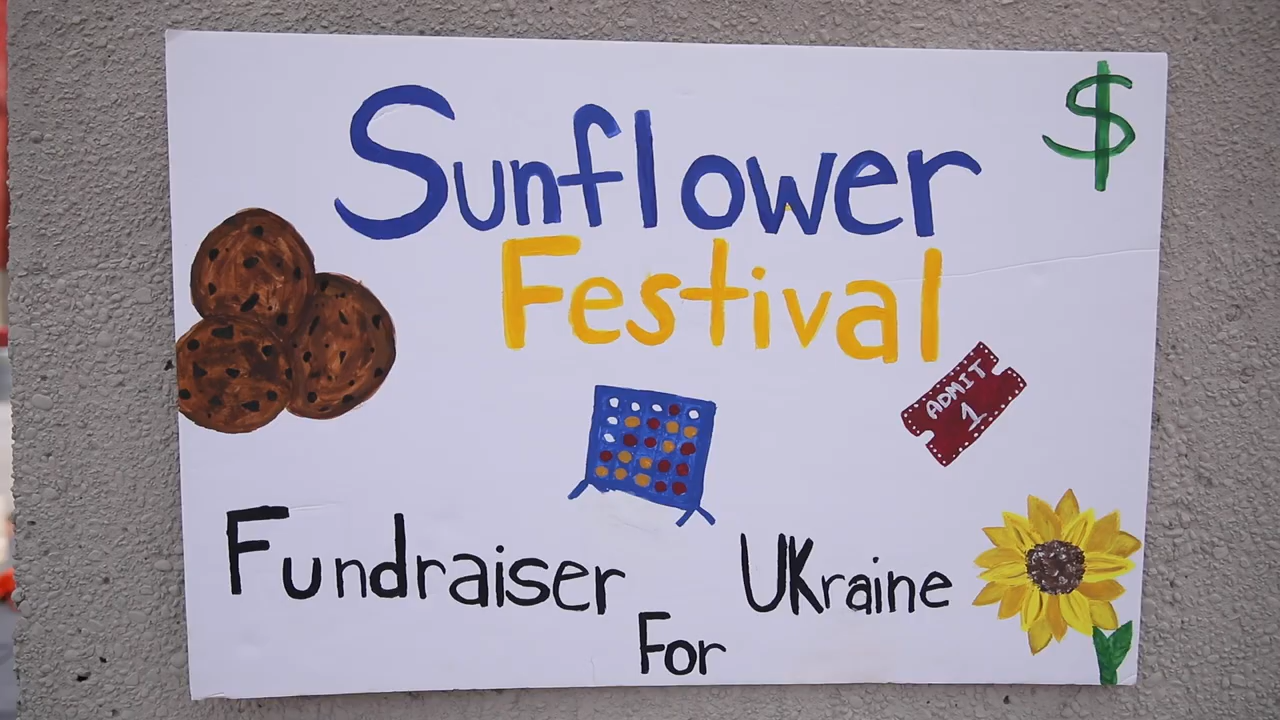 $
Sunflower
Festival
ADMIT
1
Fundraiser
For
UKraine